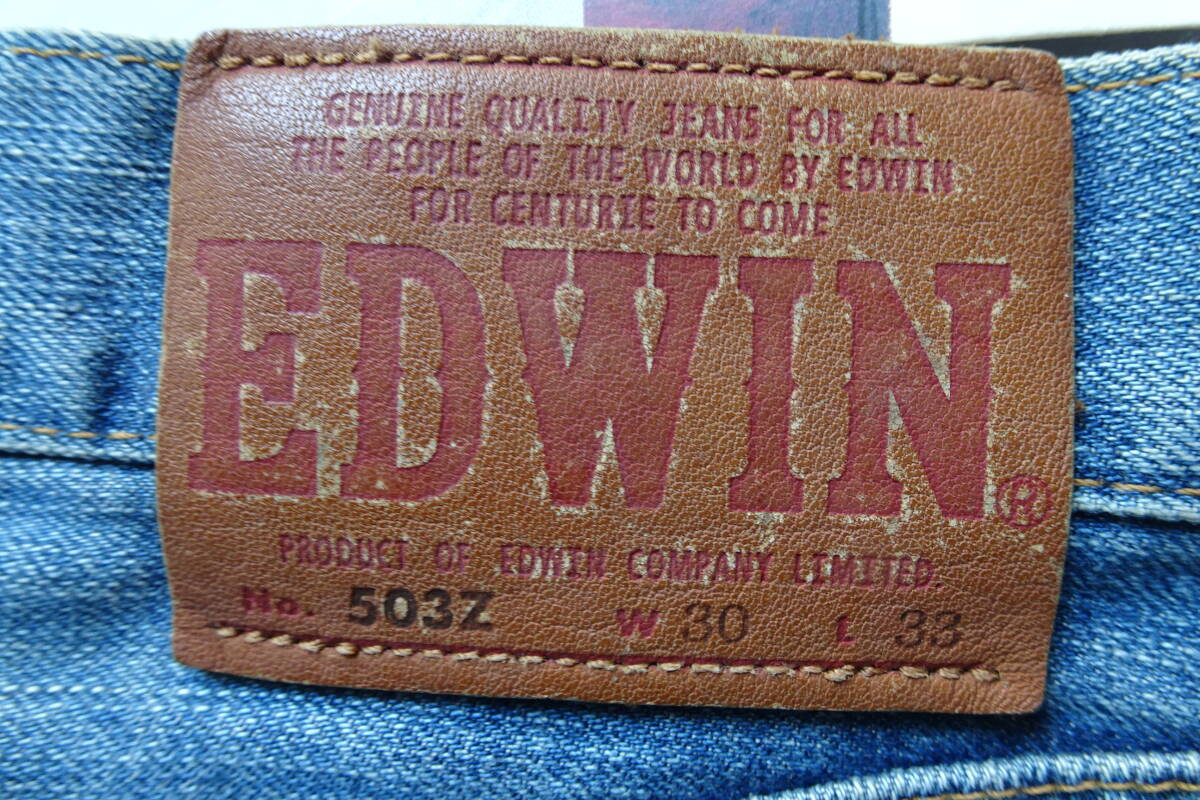 GENUINE QUALITY JEANS FOR ALL
THE PEOPLE OF THE WORLD BY EDWIN
FOR CENTURIE TO COME
EDWIN®
PRODUCT OF EDWIN COMPANY LIMITED.
No. 503Z W 30 L 33